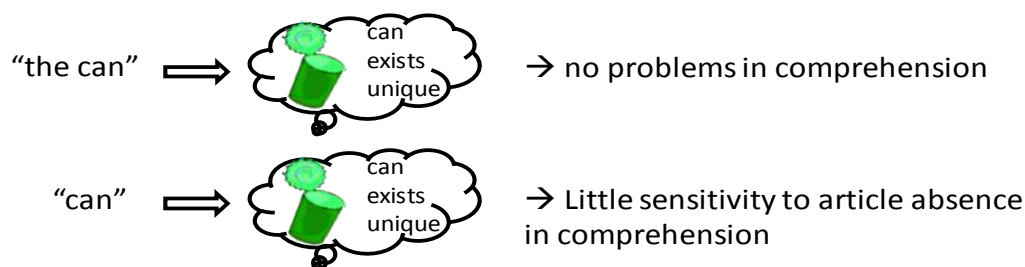 “the can”
can
exists
unique
→ no problems in comprehension
“can”
can
exists
unique
→ Little sensitivity to article absence
in comprehension